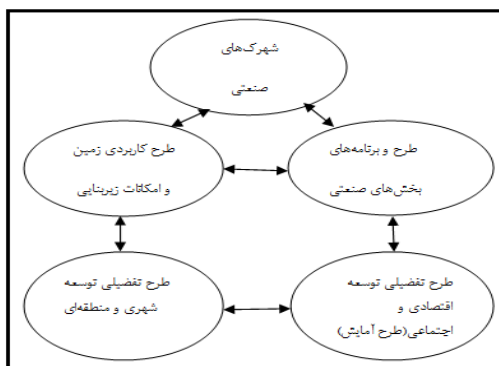 شهرک‌های
صنعتی
طرح و برنامه‌های
بخش‌های صنعتی
طرح کاربردی زمین
و امکانات زیربنایی
طرح تفضیلی توسعه
اقتصادی و
اجتماعی(طرح آمایش)
طرح تفضیلی توسعه
شهری و منطقه‌ای